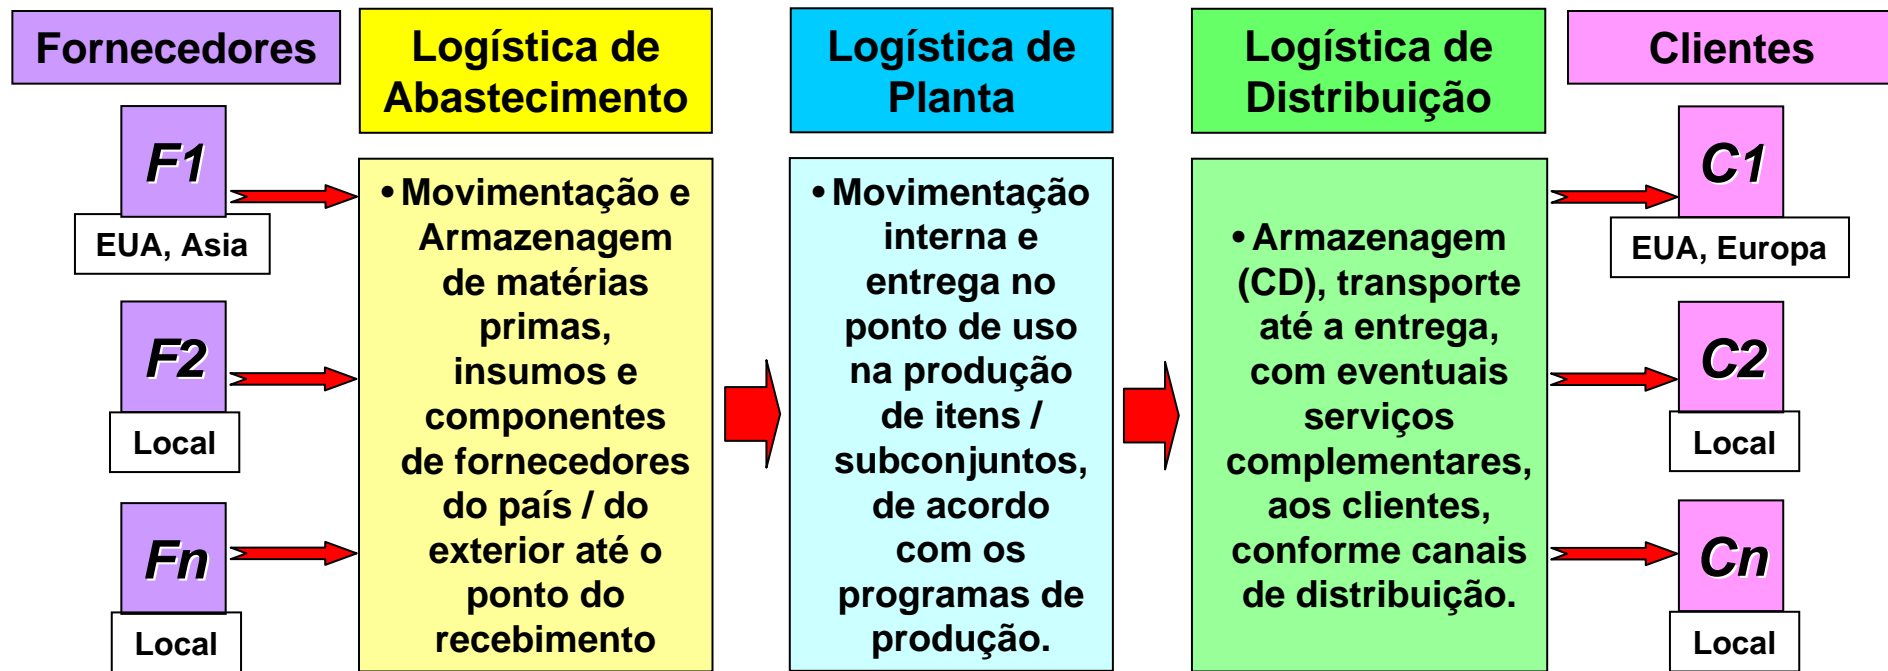 Fornecedores
F1
EUA, Asia
F2
Local
Fn
Local
Logística de
Abastecimento
• Movimentação e
Armazenagem
de matérias
primas,
insumos e
componentes
de fornecedores
do país / do
exterior até o
ponto do
recebimento
Logística de
Planta
• Movimentação
interna e
entrega no
ponto de uso
na produção
de itens /
subconjuntos,
de acordo
com os
programas de
produção.
Logística de
Distribuição
• Armazenagem
(CD), transporte
até a entrega,
com eventuais
serviços
complementares,
aos clientes,
conforme canais
de distribuição.
Clientes
C1
EUA, Europa
C2
Local
Cn
Local